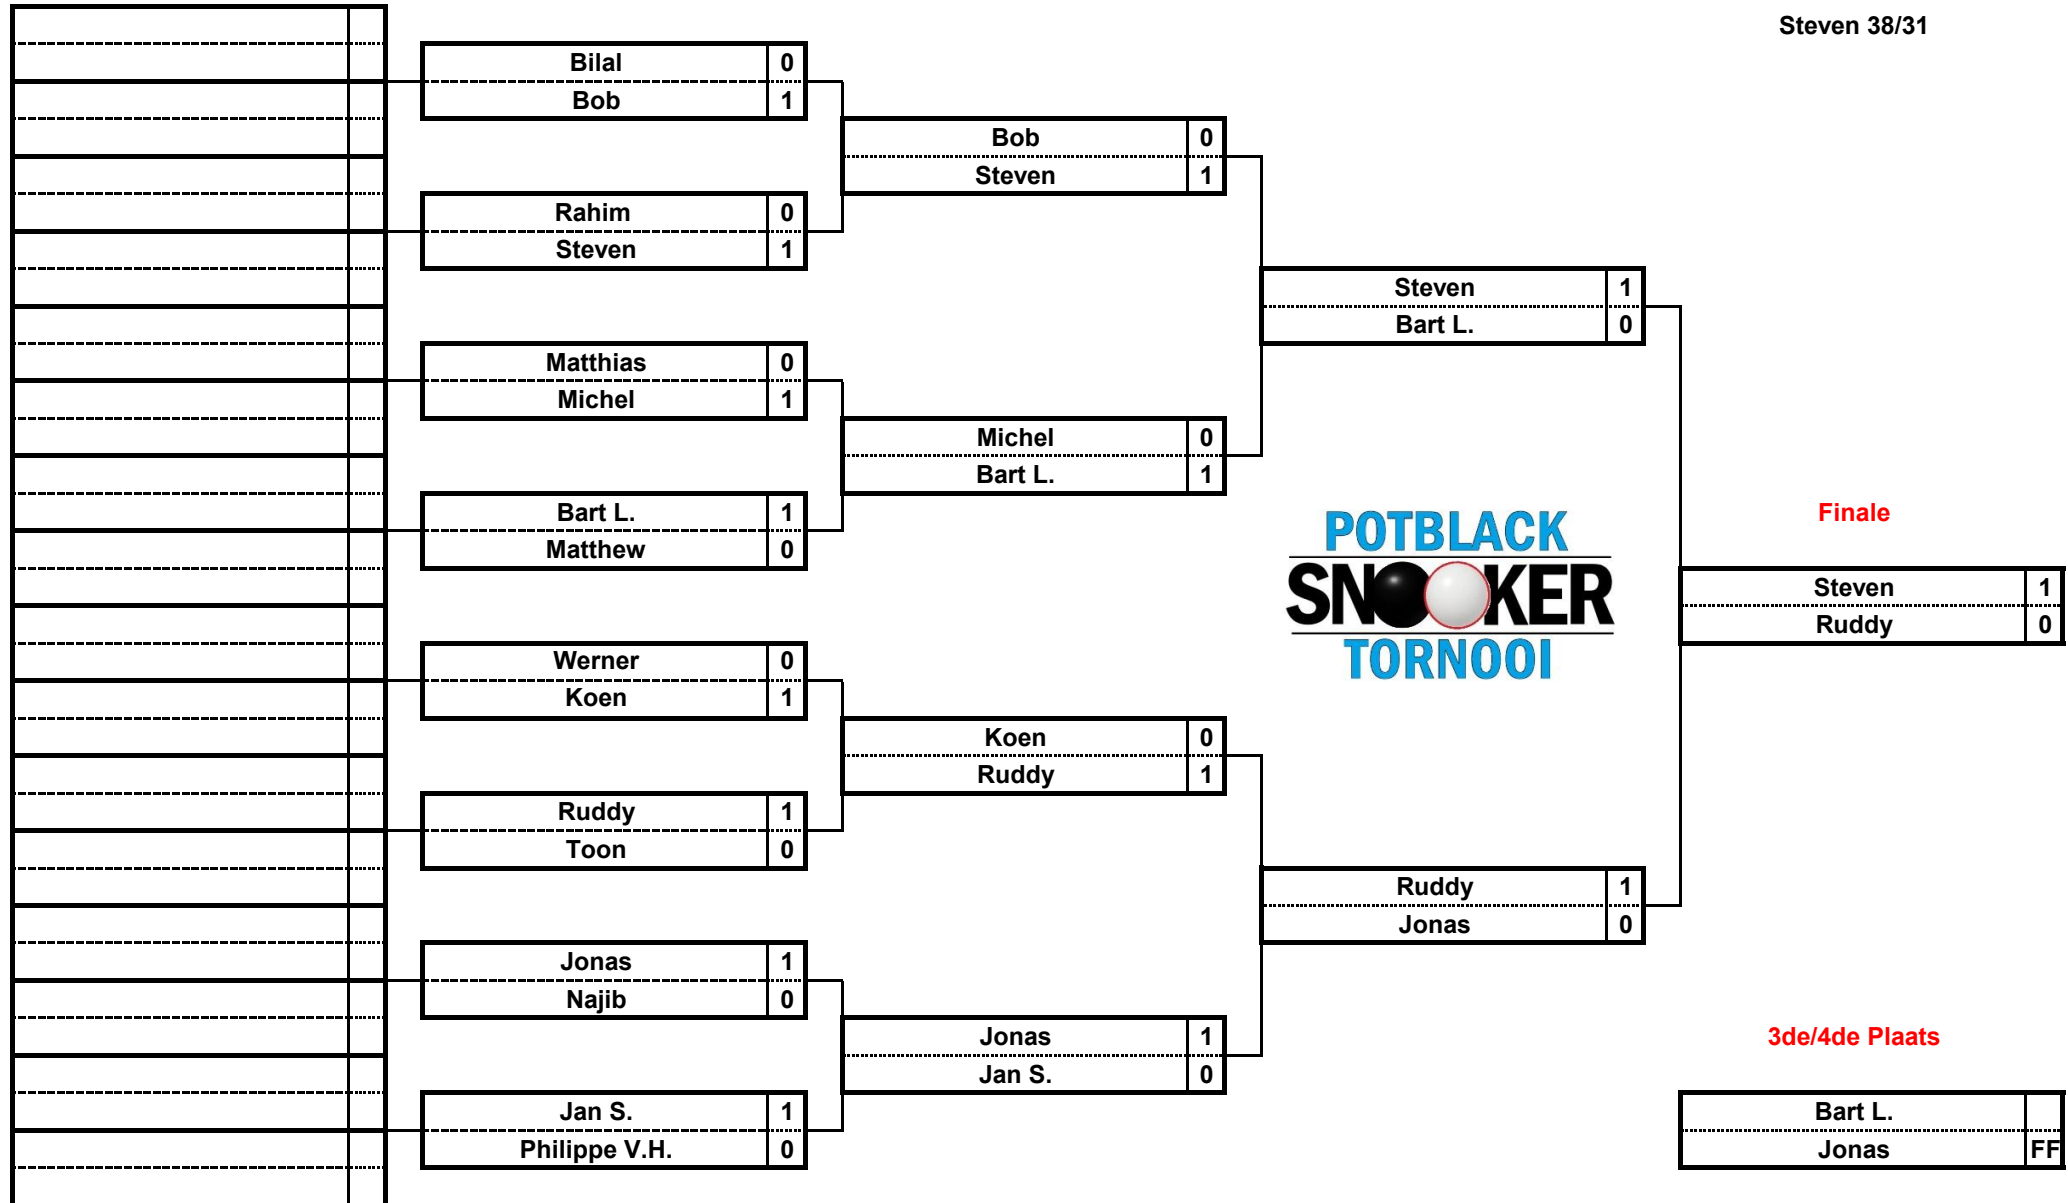 Steven 38/31
Bilal 0
Bob 1
Bob 0
Steven 1
Rahim 0
Steven 1
Steven 1
Bart L. 0
Matthias 0
Michel 1
Michel 0
Bart L. 1
Bart L. 1
Matthew 0
POTBLACK
SNOOKER
TORNOOI
Finale
Steven 1
Ruddy 0
Werner 0
Koen 1
Koen 0
Ruddy 1
Ruddy 1
Toon 0
Ruddy 1
Jonas 0
Jonas 1
Najib 0
Jonas 1
Jan S. 0
3de/4de Plaats
Jan S. 1
Philippe V.H. 0
Bart L.
Jonas FF